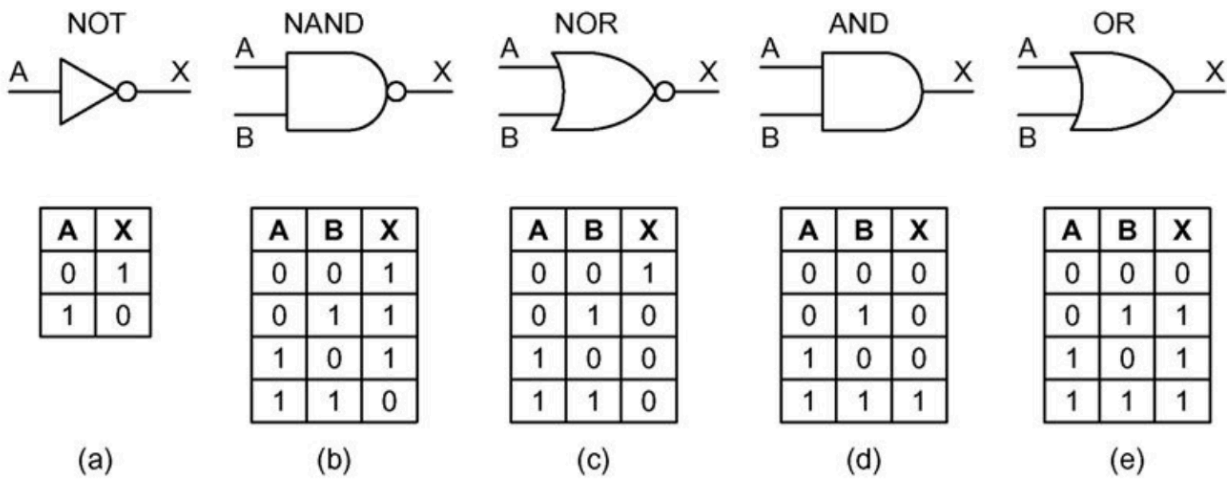 NOT NAND NOR AND OR
A X A B X A B X A B X A B X
A X
0 1
1 0
A B X
0 0 1
0 1 1
1 0 1
1 1 0
A B X
0 0 1
0 1 0
1 0 0
1 1 0
A B X
0 0 0
0 1 0
1 0 0
1 1 1
A B X
0 0 0
0 1 1
1 0 1
1 1 1
(a) (b) (c) (d) (e)